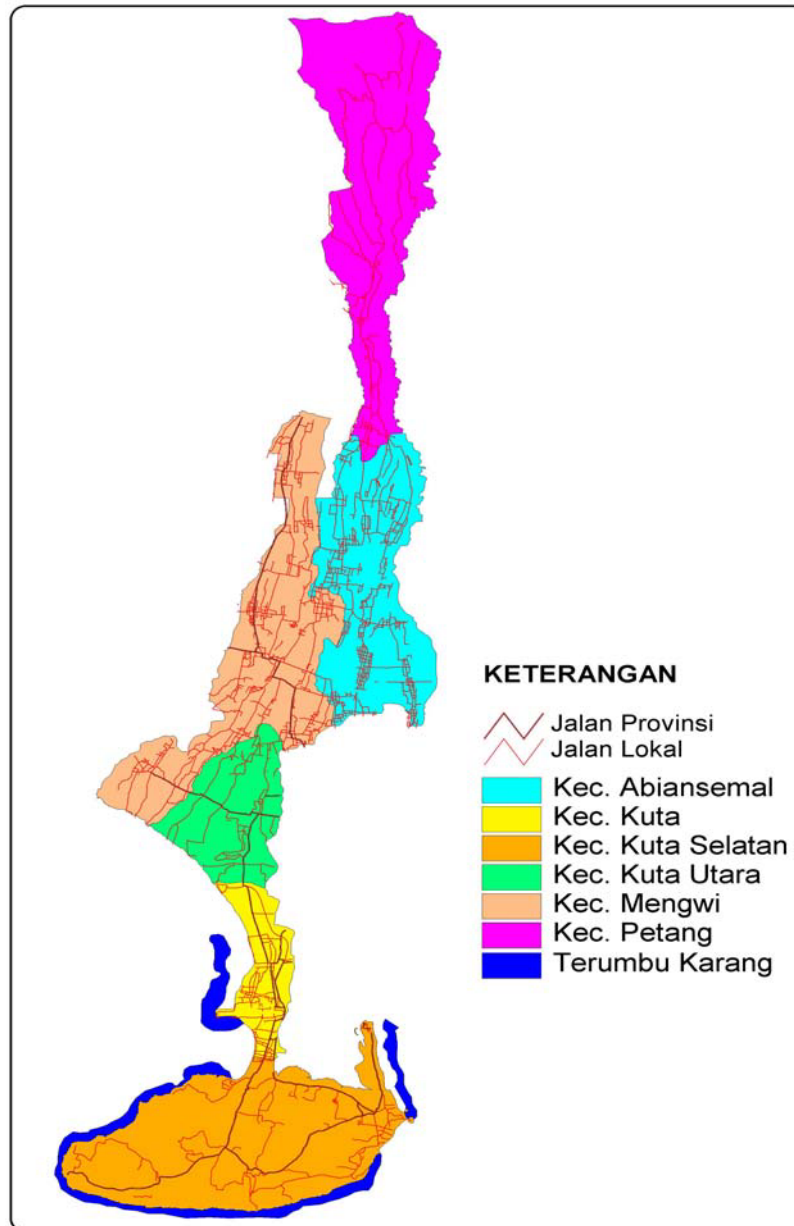 KETERANGAN
Jalan Provinsi
Jalan Lokal
Kec. Abiansemal
Kec. Kuta
Kec. Kuta Selatan
Kec. Kuta Utara
Kec. Mengwi
Kec. Petang
Terumbu Karang